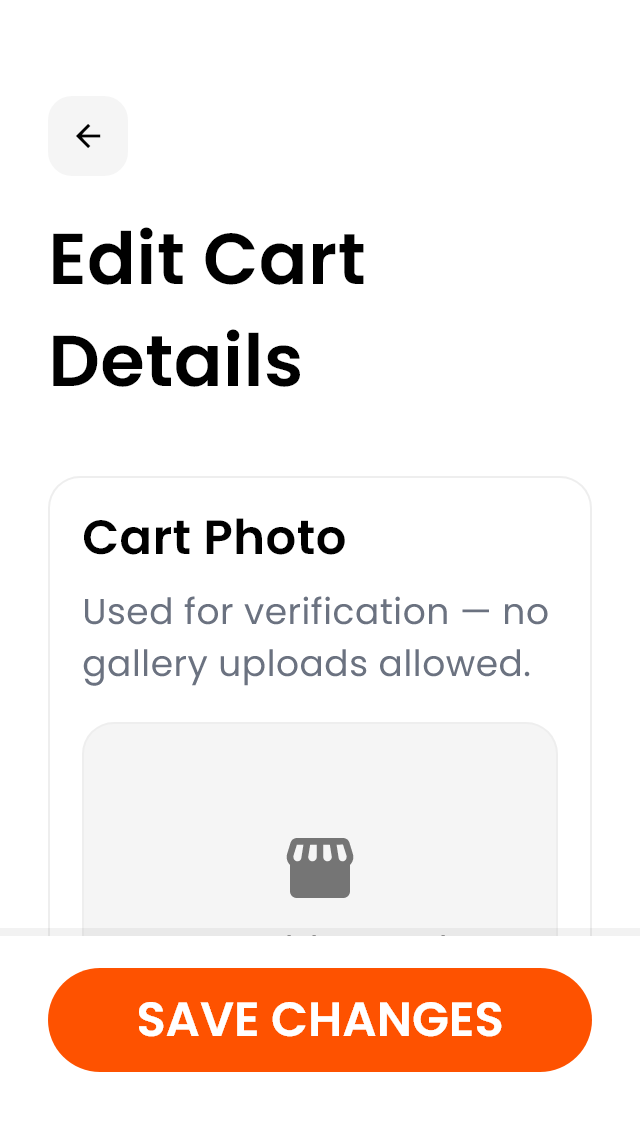 Edit Cart
Details
Cart Photo
Used for verification — no
gallery uploads allowed.
SAVE CHANGES